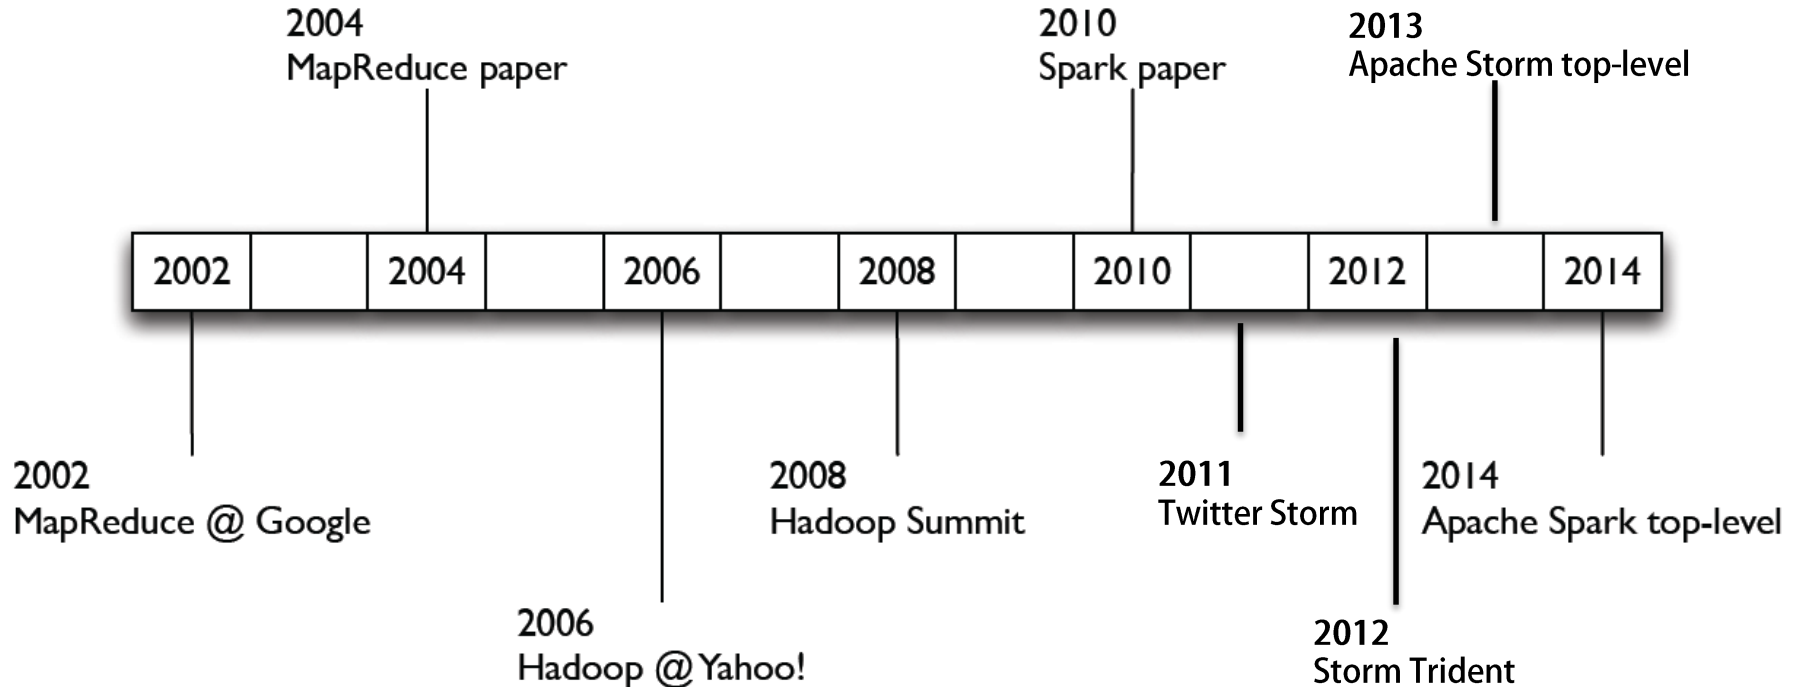 2004
MapReduce paper
2010
Spark paper
2013
Apache Storm top-level
2002
2004
2006
2008
2010
2012
2014
2002
MapReduce @ Google
2008
Hadoop Summit
2011
Twitter Storm
2014
Apache Spark top-level
2006
Hadoop @ Yahoo!
2012
Storm Trident